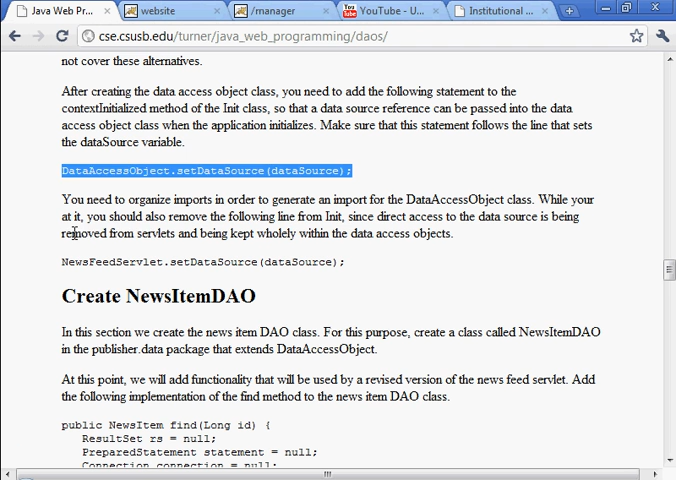 Java Web Pr... website /manager YouTube - U... Institutional ...
cse.csusb.edu/turner/java_web_programming/daos/
not cover these alternatives.
After creating the data access object class, you need to add the following statement to the
contextInitialized method of the Init class, so that a data source reference can be passed into the data
access object class when the application initializes. Make sure that this statement follows the line that sets
the dataSource variable.
DataAccessObject.setDataSource(dataSource);
You need to organize imports in order to generate an import for the DataAccessObject class. While your
at it, you should also remove the following line from Init, since direct access to the data source is being
removed from servlets and being kept wholely within the data access objects.
NewsFeedServlet.setDataSource(dataSource);
Create NewsItemDAO
In this section we create the news item DAO class. For this purpose, create a class called NewsItemDAO
in the publisher.data package that extends DataAccessObject.
At this point, we will add functionality that will be used by a revised version of the news feed servlet. Add
the following implementation of the find method to the news item DAO class.
public NewsItem find(Long id) {
ResultSet rs = null;
PreparedStatement statement = null;
Connection connection = null;